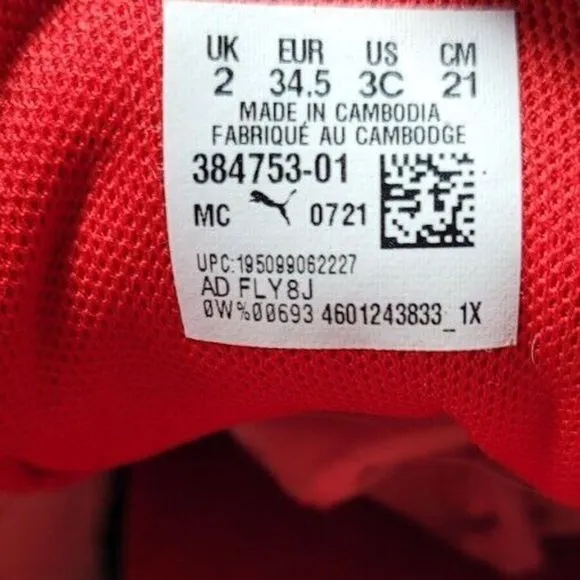 UK EUR US CM
2 34.5 3C 21
MADE IN CAMBODIA
FABRIQUÉ AU CAMBODGE
384753-01
MC 0721
UPC:195099062227
AD FLY8J
0W%00693 4601243833_1X